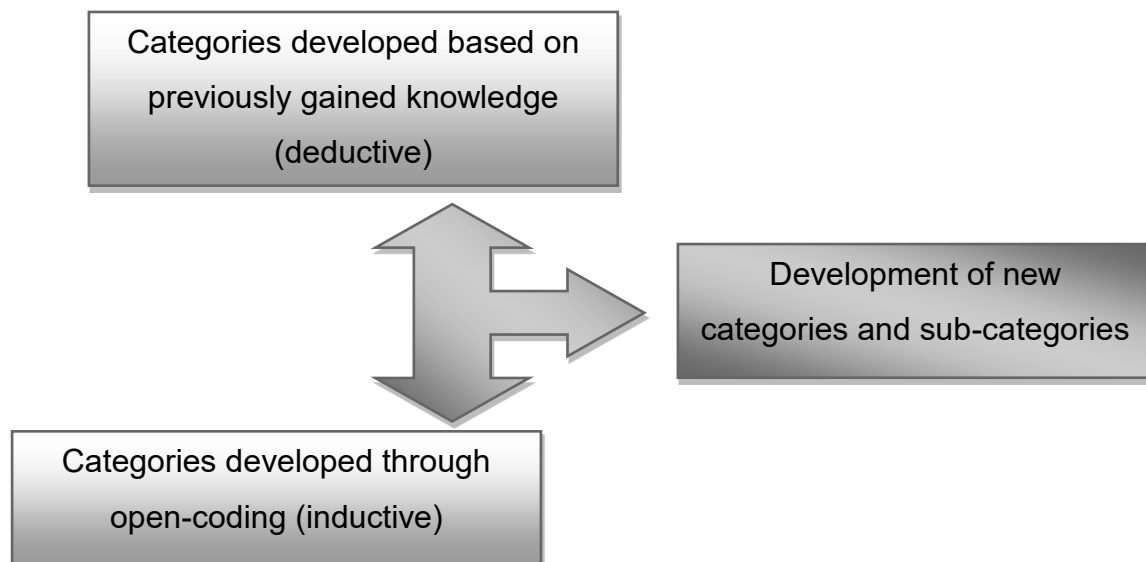 Categories developed based on
previously gained knowledge
(deductive)
Development of new
categories and sub-categories
Categories developed through
open-coding (inductive)